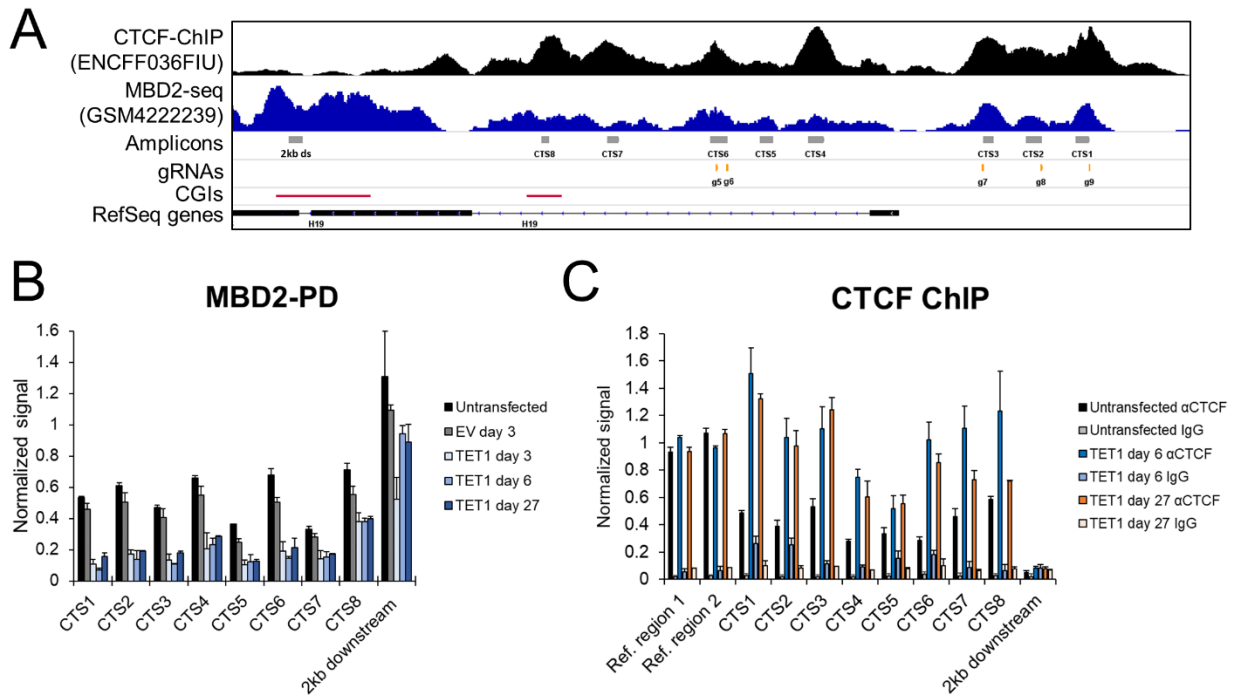 A
CTCF-ChIP
(ENCFF036FIU)
MBD2-seq
(GSM4222239)
Amplicons
2kb ds CTS8 CTS7 CTS6 CTS5 CTS4 CTS3 CTS2 CTS1
gRNAs
g5 g6 g7 g8 g9
CGIs
RefSeq genes
H19 H19
B
MBD2-PD
Normalized signal
1.6
1.4
1.2
1
0.8
0.6
0.4
0.2
0
CTS1
CTS2
CTS3
CTS4
CTS5
CTS6
CTS7
CTS8
2kb downstream
Untransfected
EV day 3
TET1 day 3
TET1 day 6
TET1 day 27
C
CTCF ChIP
Normalized signal
1.8
1.6
1.4
1.2
1
0.8
0.6
0.4
0.2
0
Ref. region 1
Ref. region 2
CTS1
CTS2
CTS3
CTS4
CTS5
CTS6
CTS7
CTS8
2kb downstream
Untransfected αCTCF
Untransfected IgG
TET1 day 6 αCTCF
TET1 day 6 IgG
TET1 day 27 αCTCF
TET1 day 27 IgG